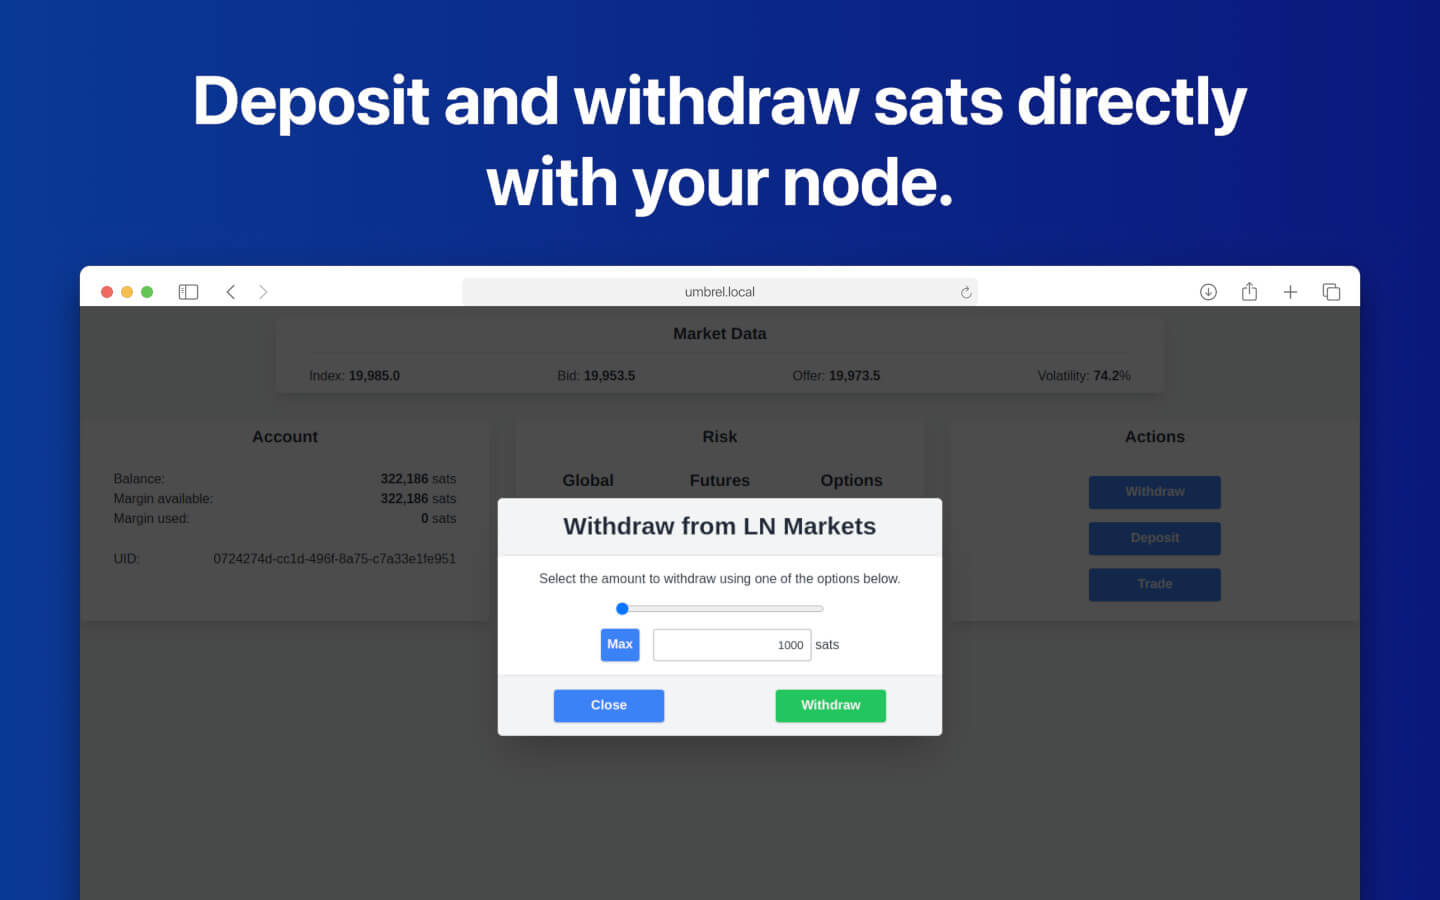 Deposit and withdraw sats directly
with your node.
umbrel.local
Market Data
Index: 19,985.0 Bid: 19,953.5 Offer: 19,973.5 Volatility: 74.2%
Account
Balance: 322,186 sats
Margin available: 322,186 sats
Margin used: 0 sats
UID: 0724274d-cc1d-496f-8a75-c7a33e1fe951
Risk
Global Futures Options
Actions
Withdraw
Deposit
Trade
Withdraw from LN Markets
Select the amount to withdraw using one of the options below.
Max 1000 sats
Close Withdraw